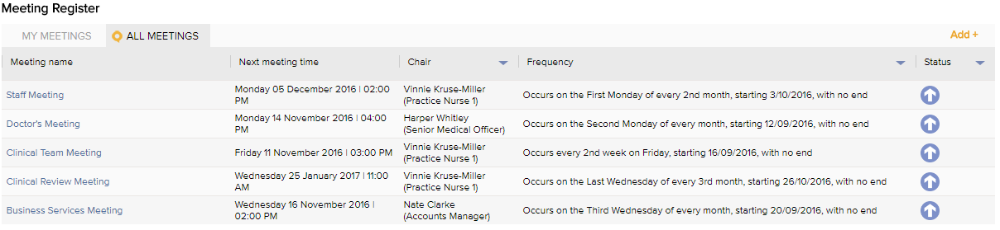 Meeting Register
MY MEETINGS
ALL MEETINGS
Add +
Meeting name
Next meeting time
Chair
Frequency
Status
Staff Meeting
Monday 05 December 2016 | 02:00
PM
Vinnie Kruse-Miller
(Practice Nurse 1)
Occurs on the First Monday of every 2nd month, starting 3/10/2016, with no end
Doctor's Meeting
Monday 14 November 2016 | 04:00
PM
Harper Whitley
(Senior Medical Officer)
Occurs on the Second Monday of every month, starting 12/09/2016, with no end
Clinical Team Meeting
Friday 11 November 2016 | 03:00 PM
Vinnie Kruse-Miller
(Practice Nurse 1)
Occurs every 2nd week on Friday, starting 16/09/2016, with no end
Clinical Review Meeting
Wednesday 25 January 2017 | 11:00
AM
Vinnie Kruse-Miller
(Practice Nurse 1)
Occurs on the Last Wednesday of every 3rd month, starting 26/10/2016, with no end
Business Services Meeting
Wednesday 16 November 2016 |
02:00 PM
Nate Clarke
(Accounts Manager)
Occurs on the Third Wednesday of every month, starting 20/09/2016, with no end